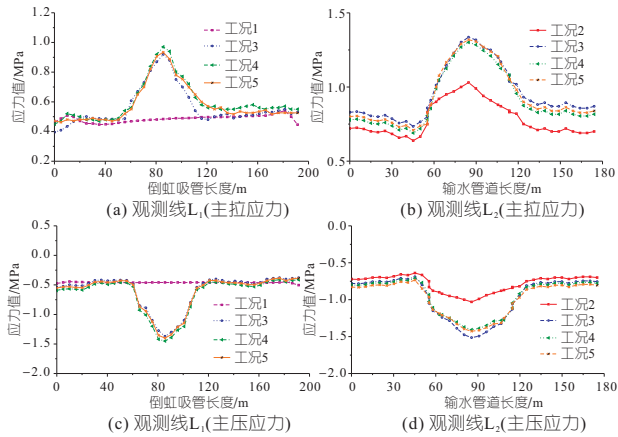 1.2
1.0
0.8
0.6
0.4
0.2
应力值/MPa
工况1
工况3
工况4
工况5
0 40 80 120 160 200
倒虹吸管长度/m
(a) 观测线L₁(主拉应力)
2.0
1.5
1.0
0.5
应力值/MPa
工况2
工况3
工况4
工况5
0 30 60 90 120 150 180
输水管道长度/m
(b) 观测线L₂(主拉应力)
0.5
0.0
−0.5
−1.0
−1.5
−2.0
应力值/MPa
工况1
工况3
工况4
工况5
0 40 80 120 160 200
倒虹吸管长度/m
(c) 观测线L₁(主压应力)
0.0
−0.5
−1.0
−1.5
−2.0
应力值/MPa
工况2
工况3
工况4
工况5
0 30 60 90 120 150 180
输水管道长度/m
(d) 观测线L₂(主压应力)